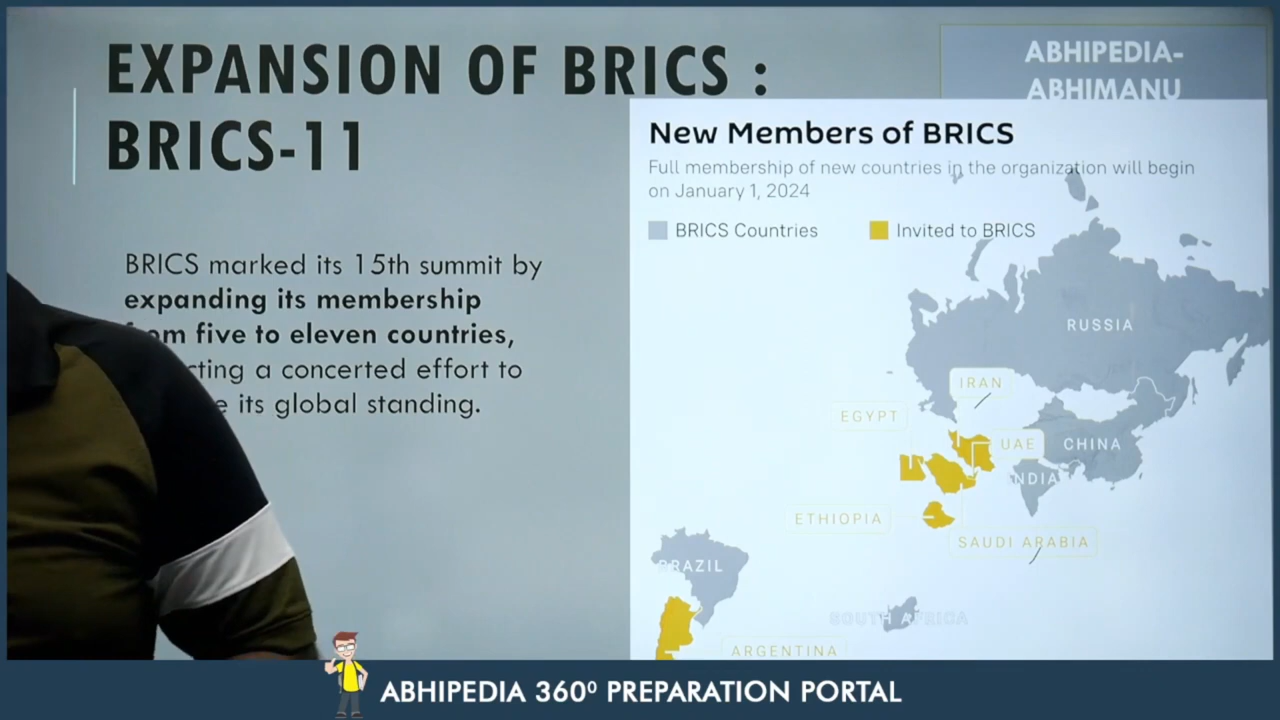 EXPANSION OF BRICS :
BRICS-11
ABHIPEDIA-
ABHIMANU
BRICS marked its 15th summit by
expanding its membership
five to eleven countries,
a concerted effort to
its global standing.
New Members of BRICS
Full membership of new countries in the organization will begin
on January 1, 2024
BRICS Countries
Invited to BRICS
RUSSIA
IRAN
EGYPT
UAE
CHINA
INDIA
ETHIOPIA
SAUDI ARABIA
BRAZIL
SOUTH AFRICA
ARGENTINA
ABHIPEDIA 360⁰ PREPARATION PORTAL